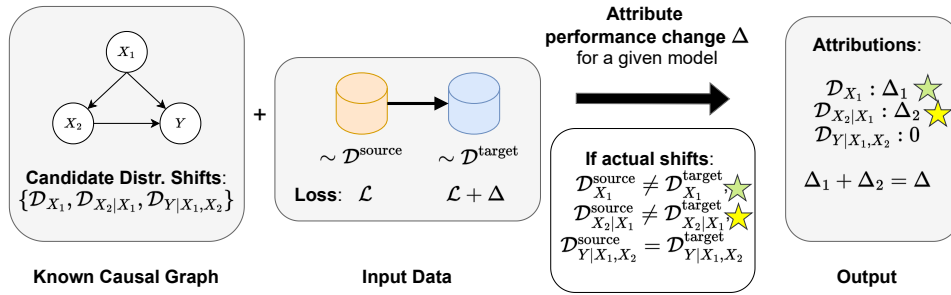 X₁
X₂
Y
Candidate Distr. Shifts:
{𝒟_{X₁}, 𝒟_{X₂|X₁}, 𝒟_{Y|X₁,X₂}}
Known Causal Graph
+
∼ 𝒟^{source}
∼ 𝒟^{target}
Loss: ℒ ℒ + Δ
Input Data
Attribute
performance change Δ
for a given model
If actual shifts:
𝒟^{source}_{X₁} ≠ 𝒟^{target}_{X₁},
𝒟^{source}_{X₂|X₁} ≠ 𝒟^{target}_{X₂|X₁},
𝒟^{source}_{Y|X₁,X₂} = 𝒟^{target}_{Y|X₁,X₂}
Attributions:
𝒟_{X₁} : Δ₁
𝒟_{X₂|X₁} : Δ₂
𝒟_{Y|X₁,X₂} : 0
Δ₁ + Δ₂ = Δ
Output